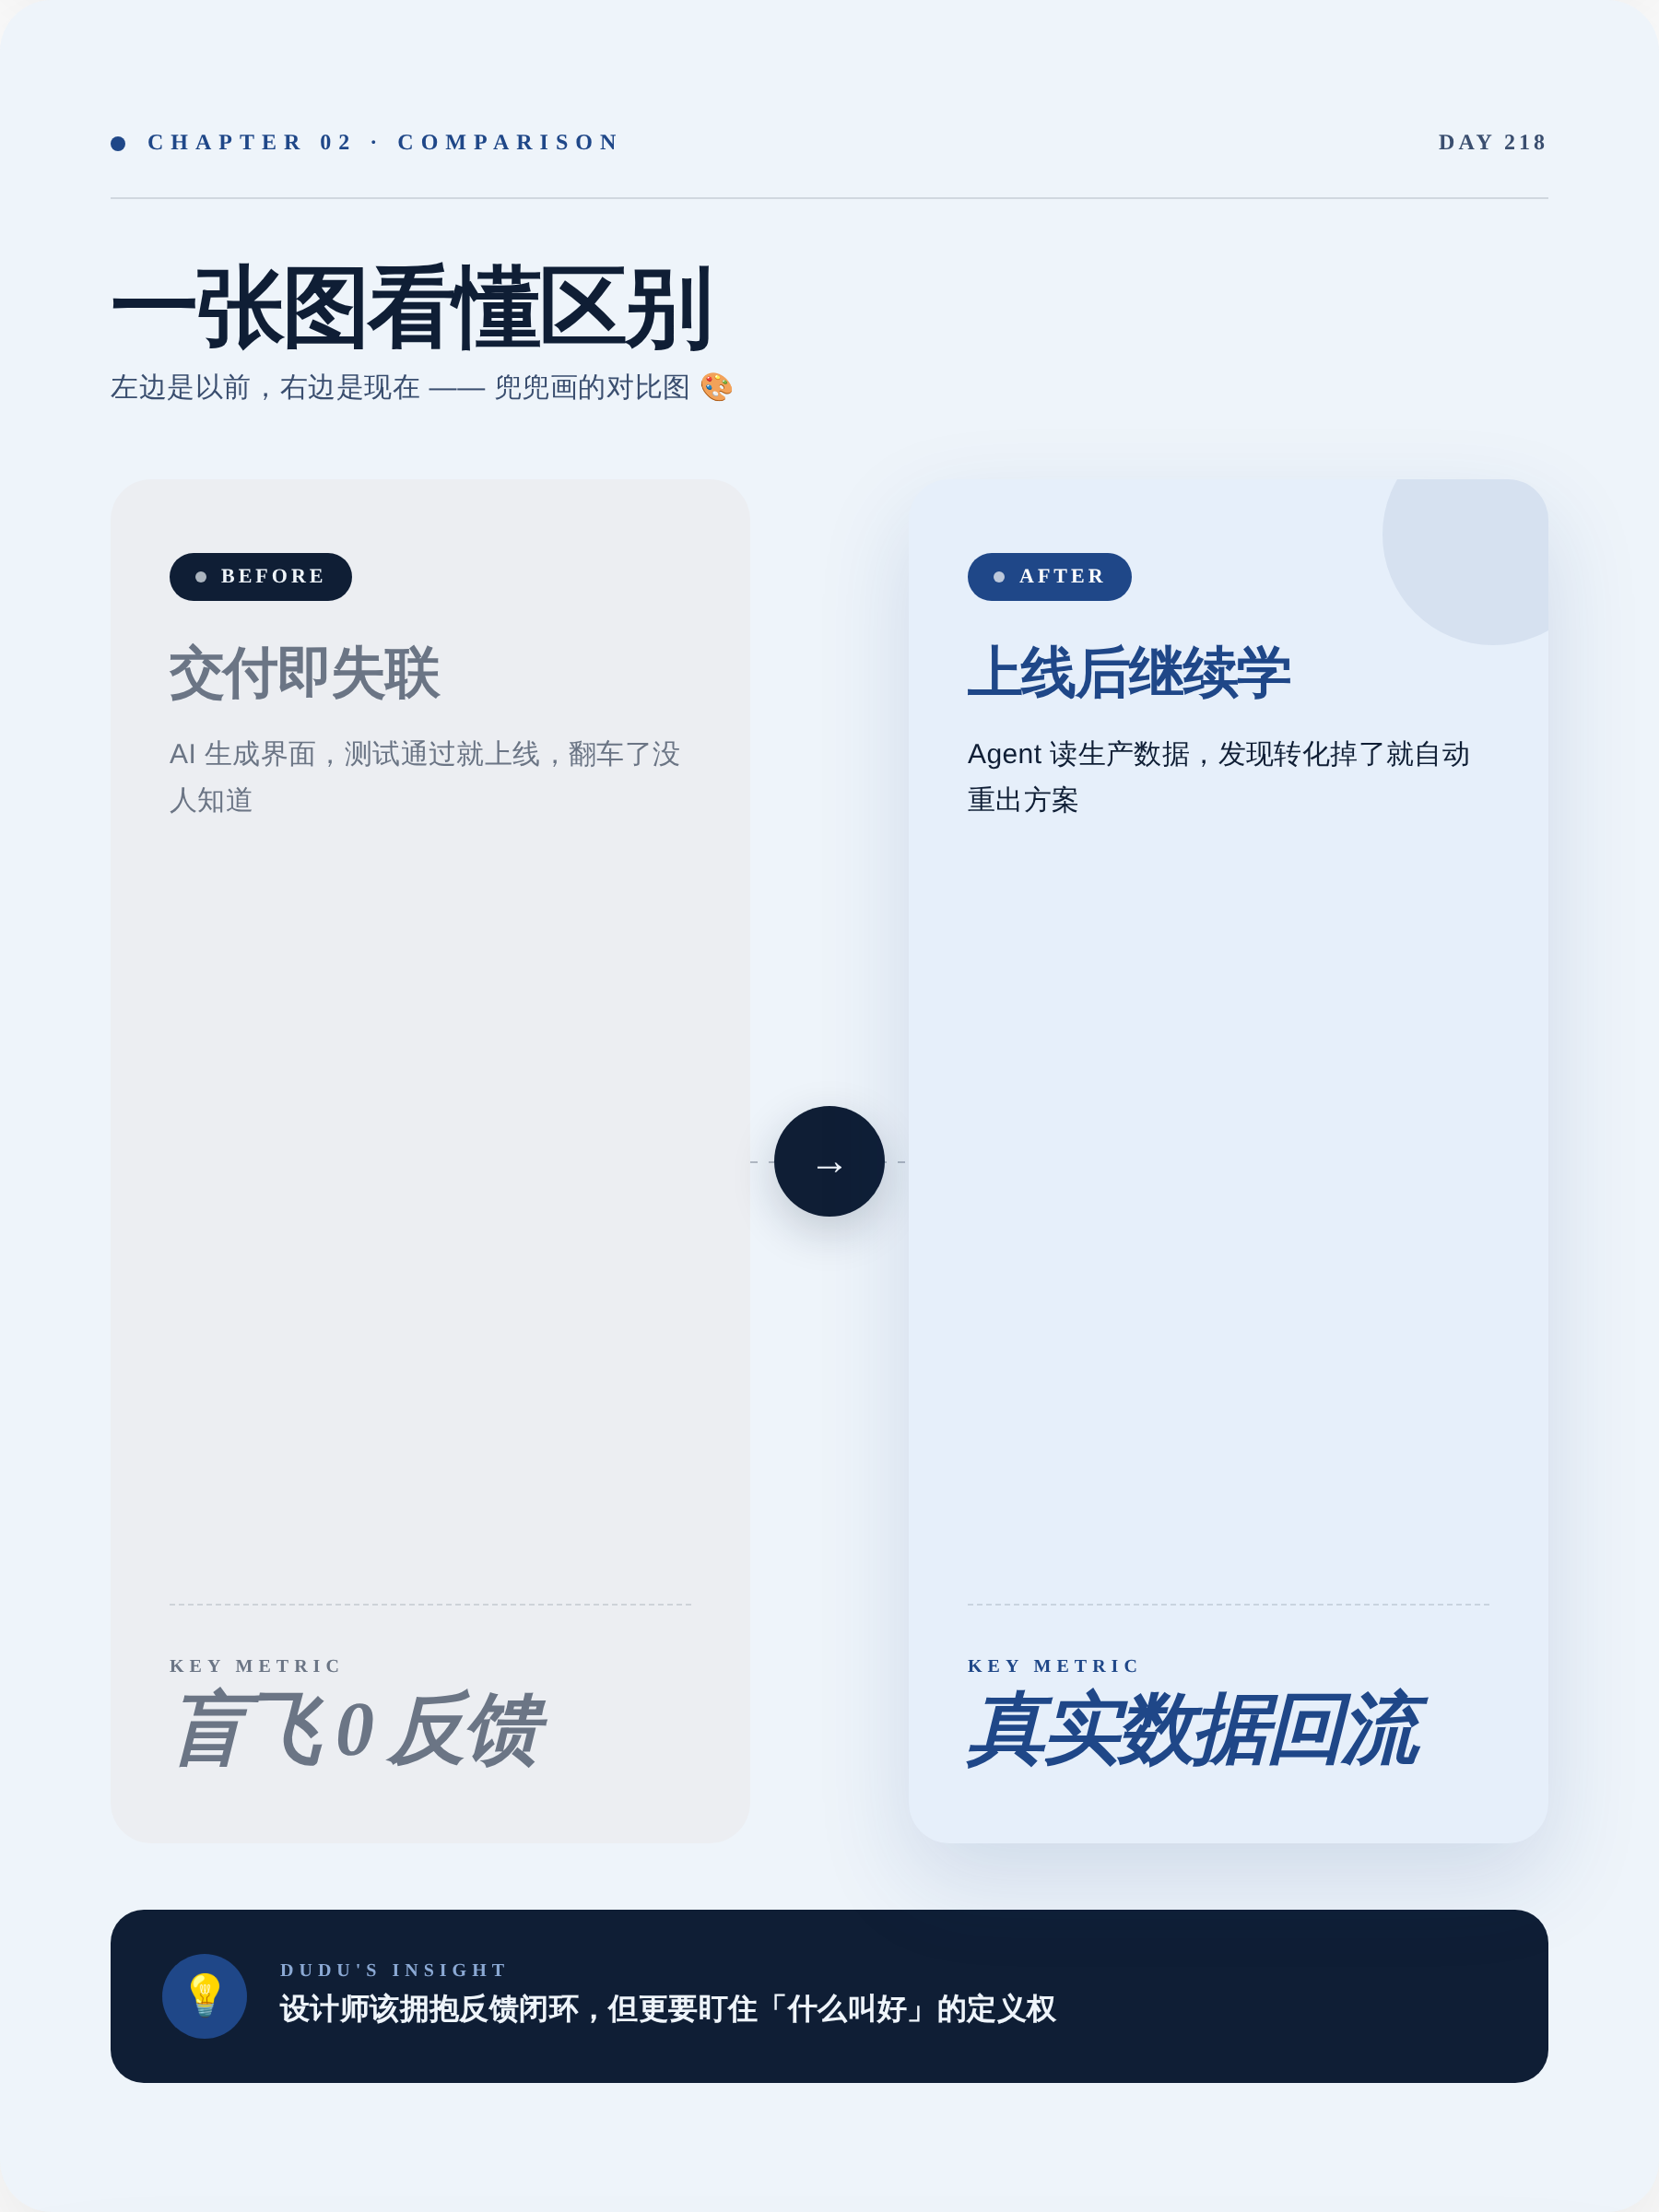 CHAPTER 02 · COMPARISON
DAY 218
一张图看懂区别
左边是以前，右边是现在 —— 兜兜画的对比图 🎨
BEFORE
交付即失联
AI 生成界面，测试通过就上线，翻车了没
人知道
KEY METRIC
盲飞 0 反馈
→
AFTER
上线后继续学
Agent 读生产数据，发现转化掉了就自动
重出方案
KEY METRIC
真实数据回流
💡
DUDU'S INSIGHT
设计师该拥抱反馈闭环，但更要盯住「什么叫好」的定义权